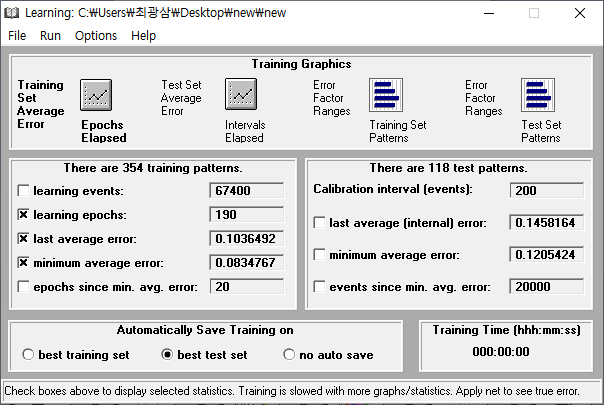 Learning: C:₩Users₩최광삼₩Desktop₩new₩new
File Run Options Help
Training Graphics
Training Set Average Error
Epochs Elapsed
Test Set Average Error
Intervals Elapsed
Error Factor Ranges
Training Set Patterns
Error Factor Ranges
Test Set Patterns
There are 354 training patterns.
learning events: 67400
learning epochs: 190
last average error: 0.1036492
minimum average error: 0.0834767
epochs since min. avg. error: 20
There are 118 test patterns.
Calibration interval (events): 200
last average (internal) error: 0.1458164
minimum average error: 0.1205424
events since min. avg. error: 20000
Automatically Save Training on
best training set best test set no auto save
Training Time (hhh:mm:ss)
000:00:00
Check boxes above to display selected statistics. Training is slowed with more graphs/statistics. Apply net to see true error.